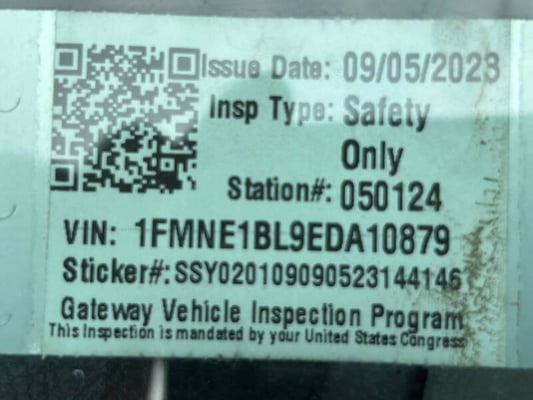 Issue Date: 09/05/2023
Insp Type: Safety
Only
Station#: 050124
VIN: 1FMNE1BL9EDA10879
Sticker#: SSY020109090523144146
Gateway Vehicle Inspection Program
This Inspection is mandated by your United States Congress